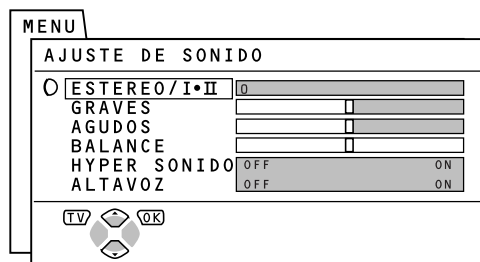 MENU
AJUSTE DE SONIDO
ESTEREO/I•II 0
GRAVES
AGUDOS
BALANCE
HYPER SONIDO OFF ON
ALTAVOZ OFF ON
TV OK